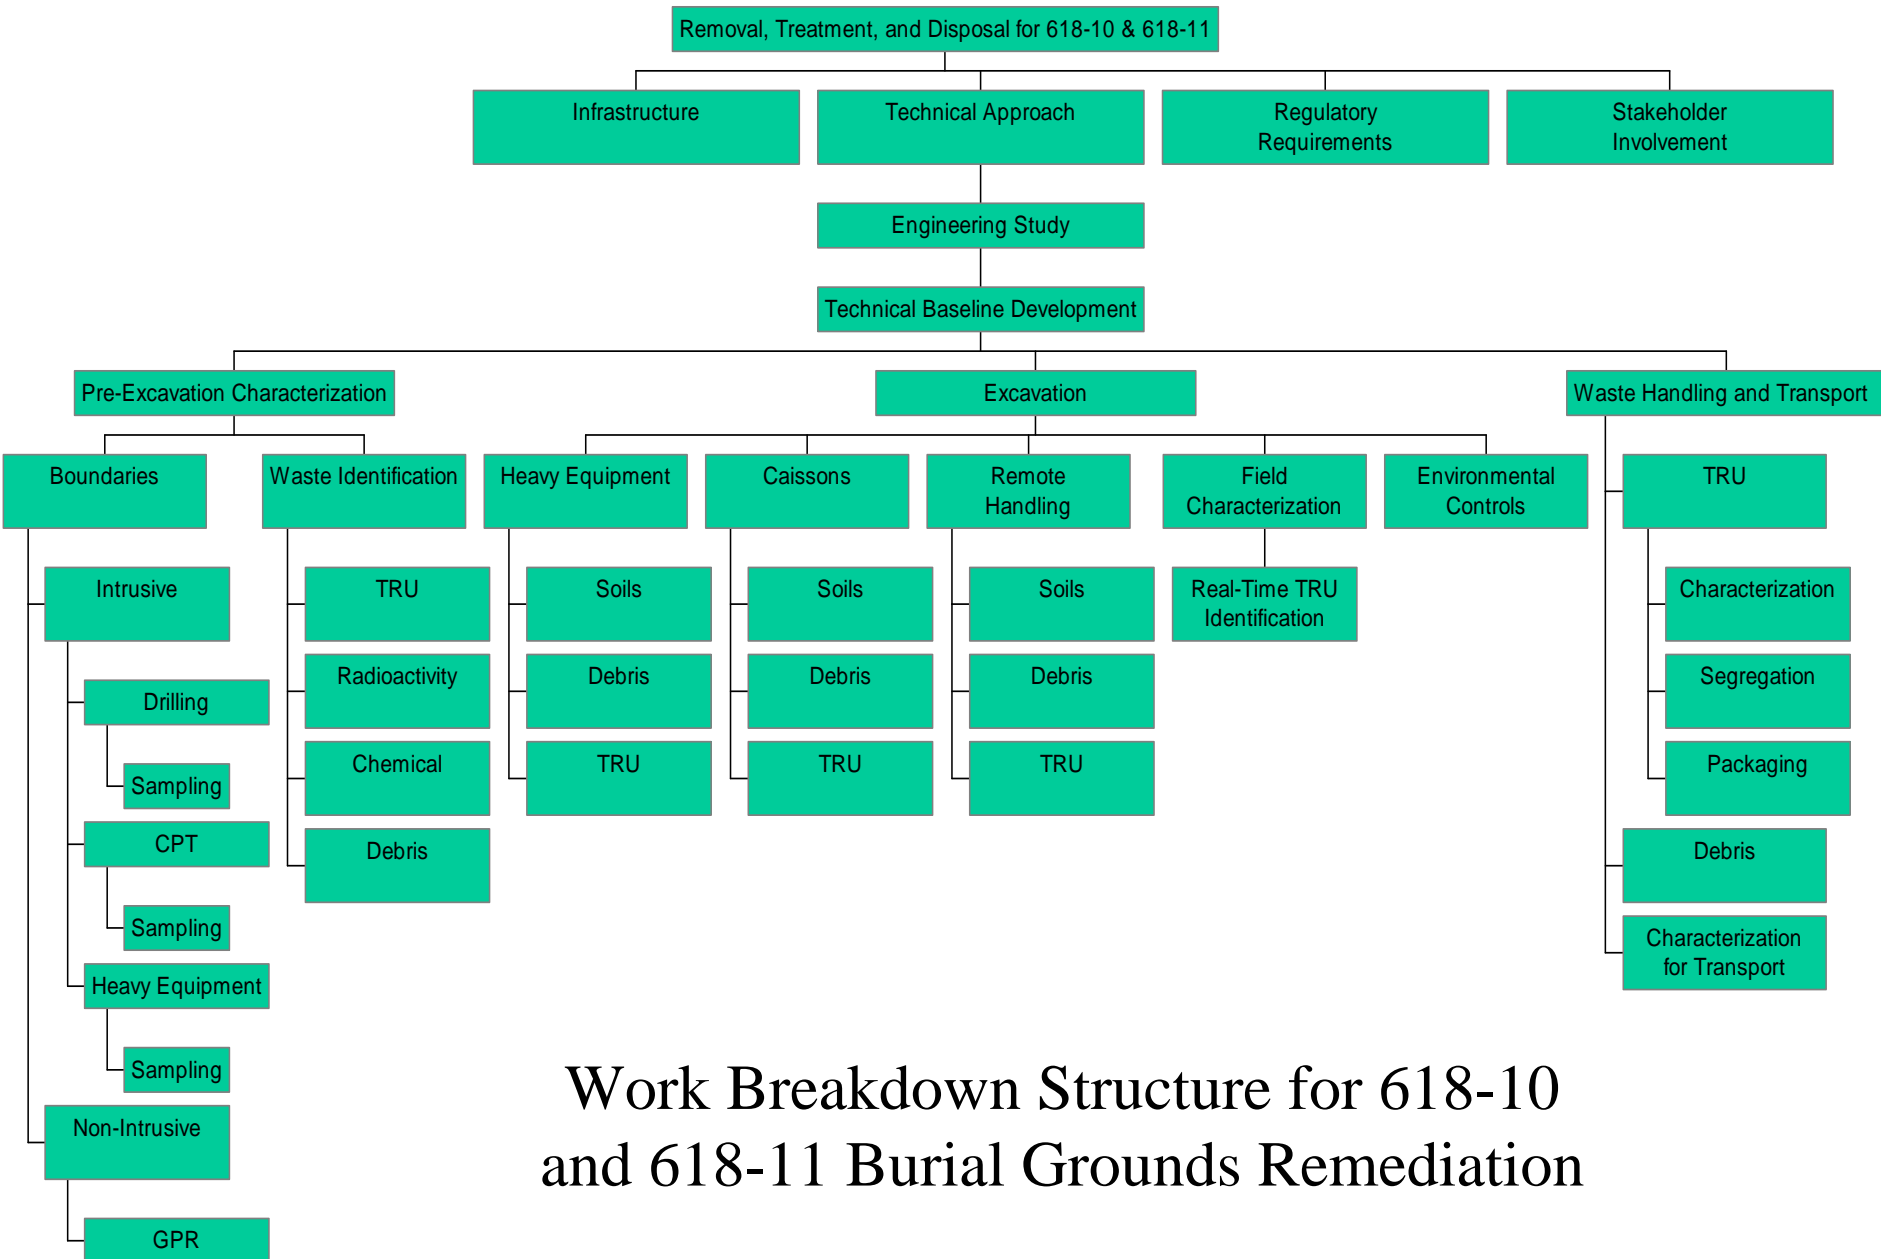 Removal, Treatment, and Disposal for 618-10 & 618-11
Infrastructure
Technical Approach
Regulatory
Requirements
Stakeholder
Involvement
Engineering Study
Technical Baseline Development
Pre-Excavation Characterization
Excavation
Waste Handling and Transport
Boundaries
Waste Identification
Heavy Equipment
Caissons
Remote
Handling
Field
Characterization
Environmental
Controls
TRU
Intrusive
TRU
Soils
Soils
Soils
Real-Time TRU
Identification
Characterization
Drilling
Radioactivity
Debris
Debris
Debris
Segregation
Sampling
Chemical
TRU
TRU
TRU
Packaging
CPT
Debris
Debris
Sampling
Characterization
for Transport
Heavy Equipment
Sampling
Non-Intrusive
GPR
Work Breakdown Structure for 618-10
and 618-11 Burial Grounds Remediation